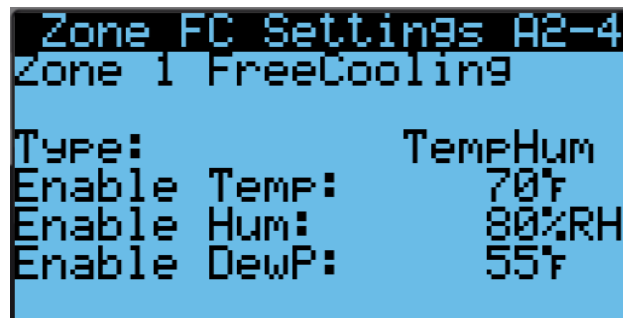 Zone FC Settings A2-4
Zone 1 FreeCooling
Type: TempHum
Enable Temp: 70°F
Enable Hum: 80%RH
Enable DewP: 55°F